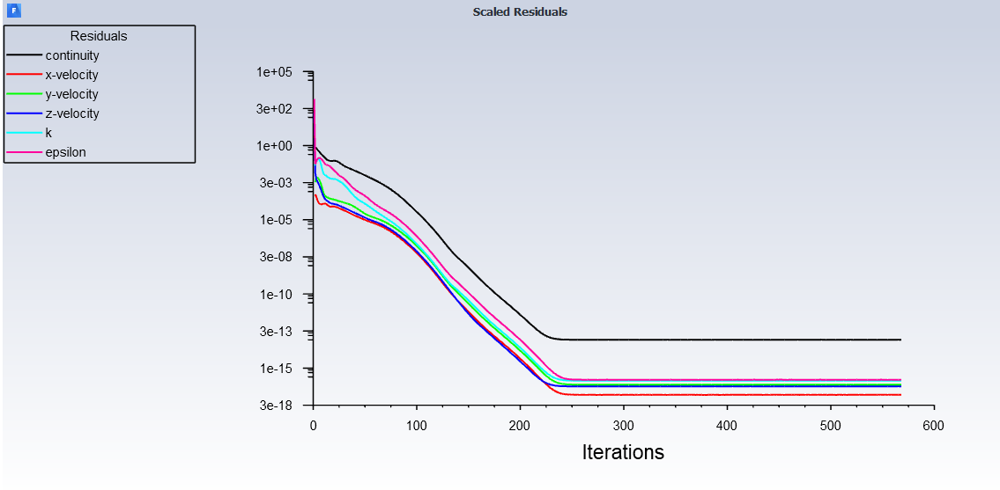 F
Scaled Residuals
Residuals
continuity
x-velocity
y-velocity
z-velocity
k
epsilon
1e+05
3e+02
1e+00
3e-03
1e-05
3e-08
1e-10
3e-13
1e-15
3e-18
0 100 200 300 400 500 600
Iterations